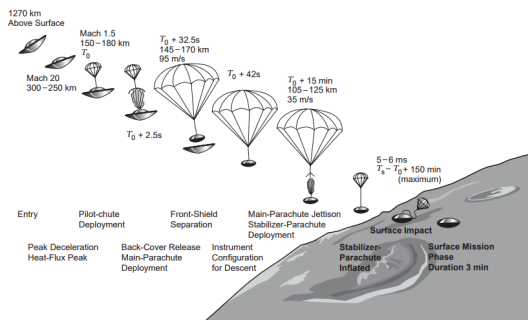 1270 km
Above Surface
Mach 20
300–250 km
Mach 1.5
150–180 km
T0
T0 + 2.5s
T0 + 32.5s
145–170 km
95 m/s
T0 + 42s
T0 + 15 min
105–125 km
35 m/s
5–6 ms
Ts – T0 + 150 min
(maximum)
Entry
Pilot-chute
Deployment
Front-Shield
Separation
Main-Parachute Jettison
Stabilizer-Parachute
Deployment
Surface Impact
Peak Deceleration
Heat-Flux Peak
Back-Cover Release
Main-Parachute
Deployment
Instrument
Configuration
for Descent
Stabilizer-
Parachute
Inflated
Surface Mission
Phase
Duration 3 min